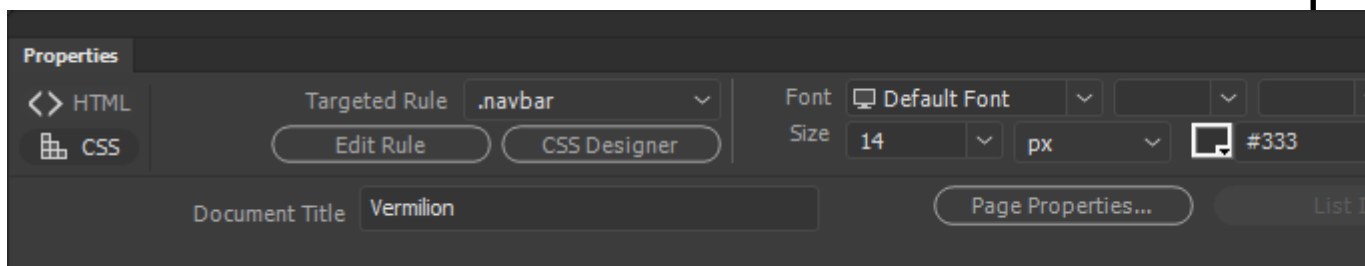 Properties
HTML
Targeted Rule .navbar
Font Default Font
CSS
Edit Rule CSS Designer
Size 14 px #333
Document Title Vermilion
Page Properties... List